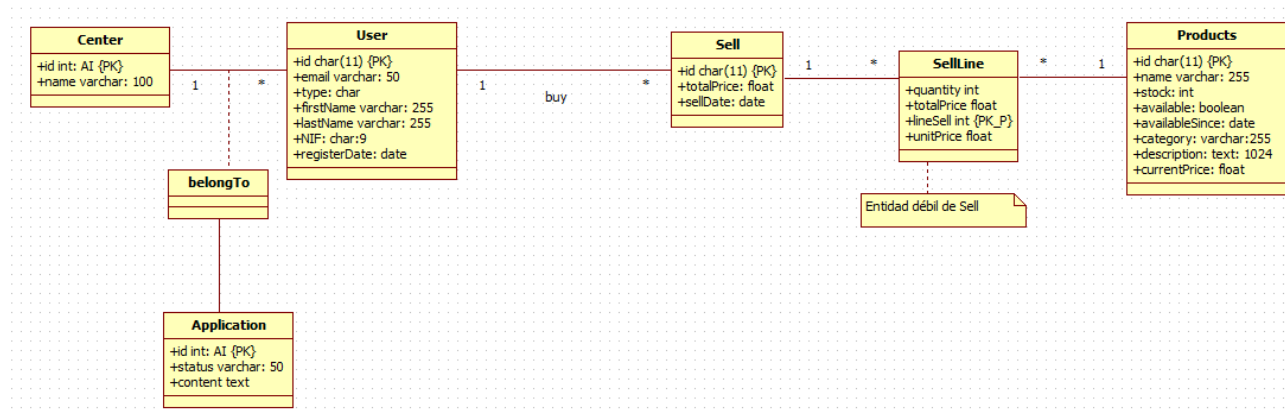 Center
+id int: AI {PK}
+name varchar: 100
1
*
User
+id char(11) {PK}
+email varchar: 50
+type: char
+firstName varchar: 255
+lastName varchar: 255
+NIF: char:9
+registerDate: date
1
buy
*
Sell
+id char(11) {PK}
+totalPrice: float
+sellDate: date
1
*
SellLine
+quantity int
+totalPrice float
+lineSell int {PK_P}
+unitPrice float
*
1
Products
+id char(11) {PK}
+name varchar: 255
+stock: int
+available: boolean
+availableSince: date
+category: varchar:255
+description: text: 1024
+currentPrice: float
belongTo
Entidad débil de Sell
Application
+id int: AI {PK}
+status varchar: 50
+content text